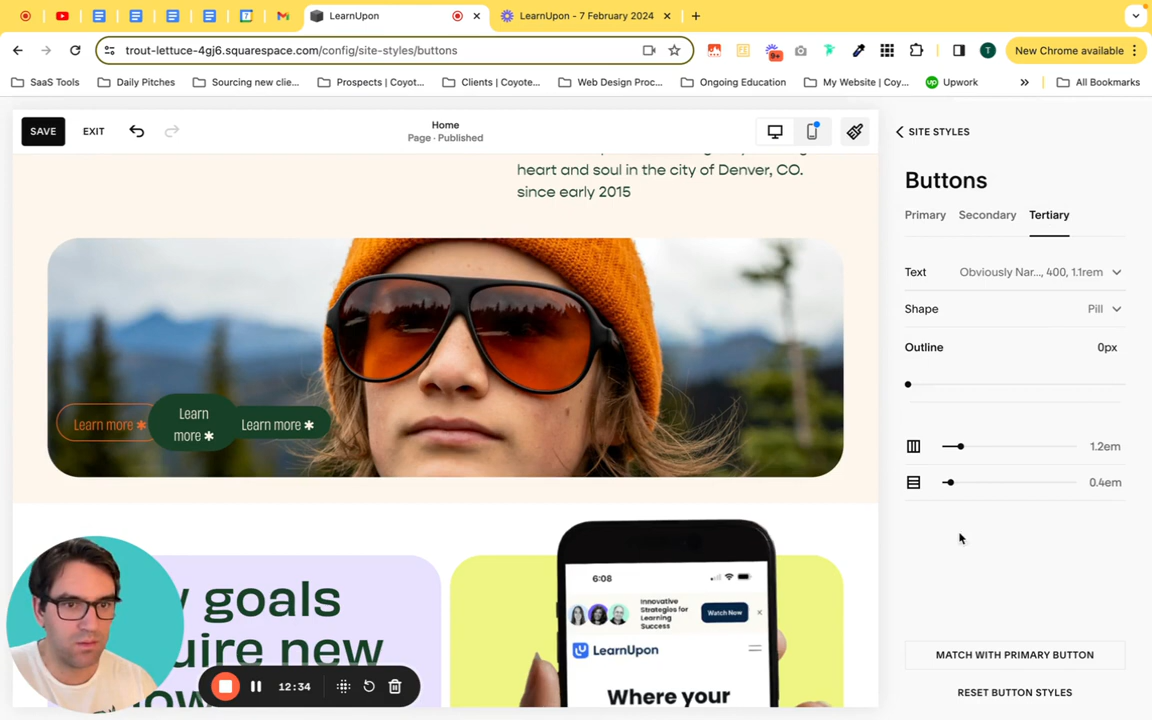 LearnUpon
LearnUpon - 7 February 2024
trout-lettuce-4gj6.squarespace.com/config/site-styles/buttons
9+
T
New Chrome available
SaaS Tools
Daily Pitches
Sourcing new clie...
Prospects | Coyot...
Clients | Coyote...
Web Design Proc...
Ongoing Education
My Website | Coy...
up
Upwork
All Bookmarks
SAVE
EXIT
Home
Page · Published
SITE STYLES
Buttons
Primary
Secondary
Tertiary
Text
Obviously Nar..., 400, 1.1rem
Shape
Pill
Outline
0px
1.2em
0.4em
MATCH WITH PRIMARY BUTTON
RESET BUTTON STYLES
heart and soul in the city of Denver, CO.
since early 2015
Learn more ✱
Learn
more ✱
Learn more ✱
goals
uire new
6:08
Innovative
Strategies for
Learning
Success
Watch Now
LearnUpon
Where your
12:34